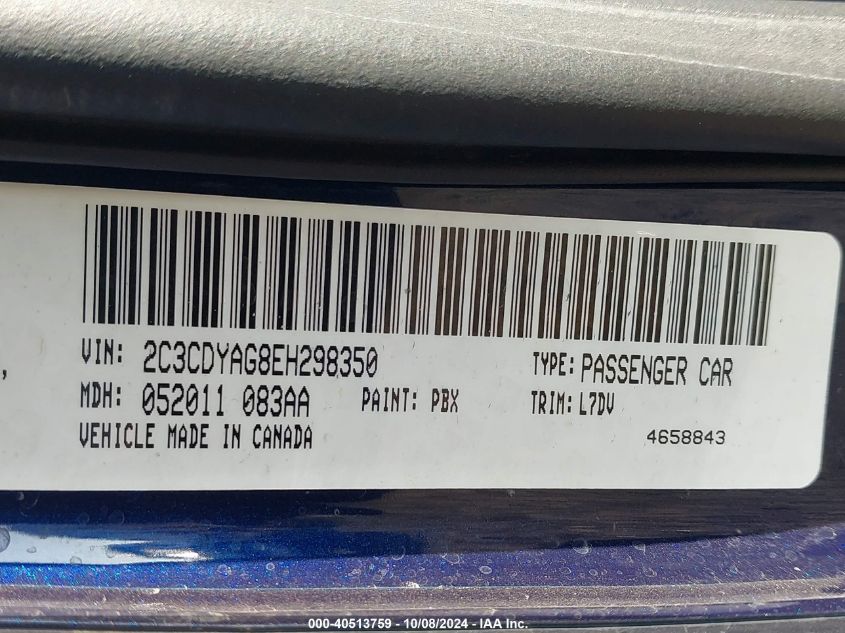 VIN: 2C3CDYAG8EH298350 TYPE: PASSENGER CAR
MDH: 052011 083AA PAINT: PBX TRIM: L7DV
VEHICLE MADE IN CANADA 4658843
000-40513759 | 10/08/2024 - IAA Inc.